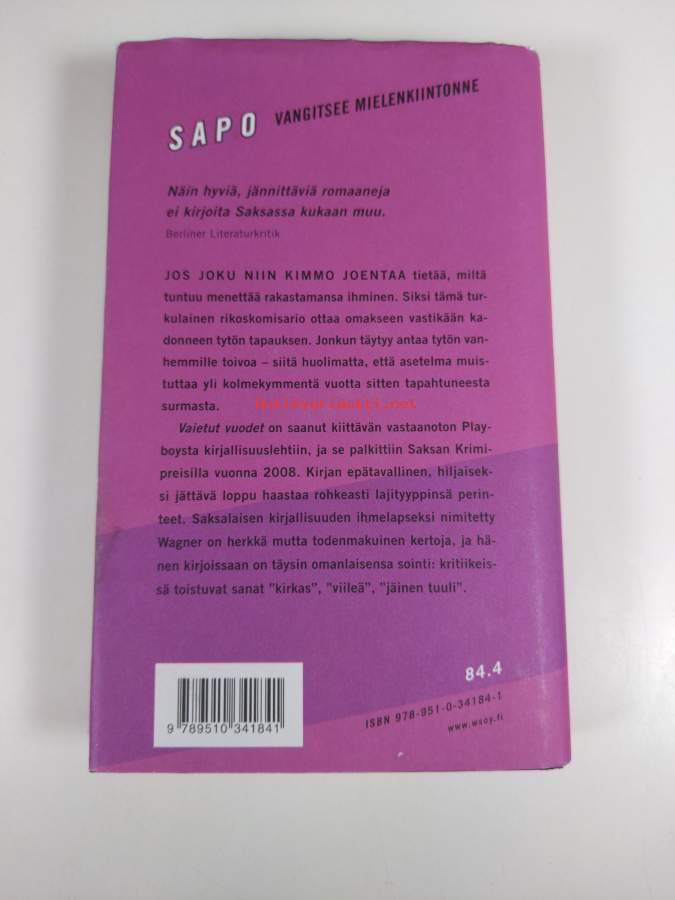 SAPO VANGITSEE MIELENKIINTONNE
Näin hyviä, jännittäviä romaaneja
ei kirjoita Saksassa kukaan muu.
Berliner Literaturkritik
JOS JOKU NIIN KIMMO JOENTAA tietää, miltä
tuntuu menettää rakastamansa ihminen. Siksi tämä tur-
kulainen rikoskomisario ottaa omakseen vastikään ka-
donneen tytön tapauksen. Jonkun täytyy antaa tytön van-
hemmille toivoa – siitä huolimatta, että asetelma muis-
tuttaa yli kolmekymmentä vuotta sitten tapahtuneesta
surmasta.
Vaietut vuodet on saanut kiittävän vastaanoton Play-
boysta kirjallisuuslehtiin, ja se palkittiin Saksan Krimi-
preisilla vuonna 2008. Kirjan epätavallinen, hiljaisek-
si jättävä loppu haastaa rohkeasti lajityyppinsä perin-
teet. Saksalaisen kirjallisuuden ihmelapseksi nimitetty
Wagner on herkkä mutta todenmakuinen kertoja, ja hä-
nen kirjoissaan on täysin omanlaisensa sointi: kritiikeis-
sä toistuvat sanat "kirkas", "viileä", "jäinen tuuli".
84.4
ISBN 978-951-0-34184-1
www.wsoy.fi
9 789510 341841